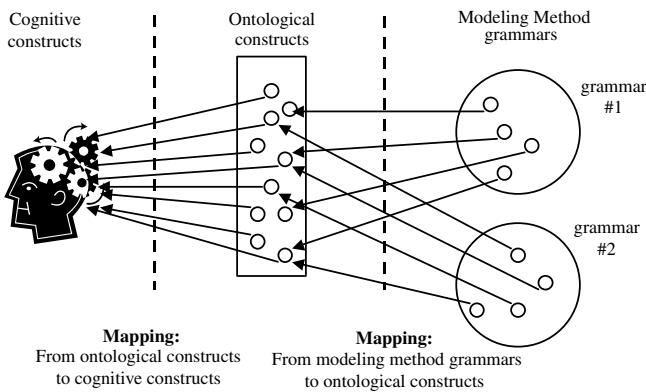 Cognitive
constructs
Ontological
constructs
Modeling Method
grammars
grammar
#1
grammar
#2
Mapping:
From ontological constructs
to cognitive constructs
Mapping:
From modeling method grammars
to ontological constructs